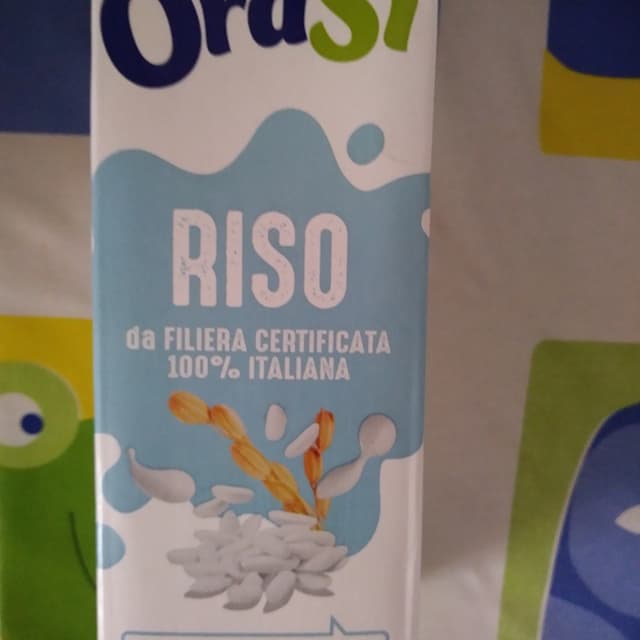 OraSì
RISO
da FILIERA CERTIFICATA
100% ITALIANA